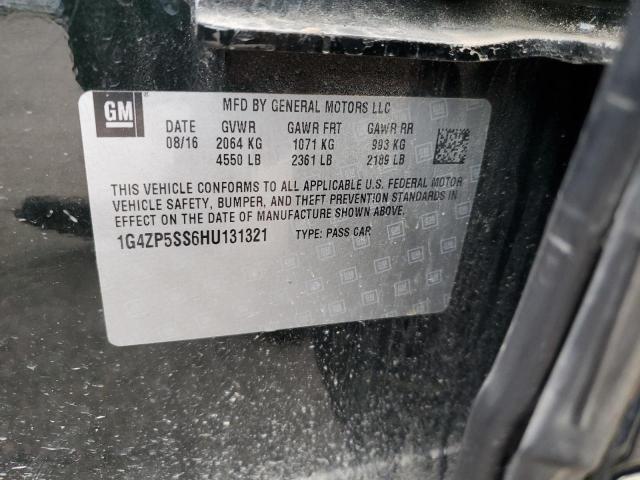 GM
MFD BY GENERAL MOTORS LLC
DATE GVWR GAWR FRT GAWR RR
08/16 2064 KG 1071 KG 993 KG
4550 LB 2361 LB 2189 LB
THIS VEHICLE CONFORMS TO ALL APPLICABLE U.S. FEDERAL MOTOR
VEHICLE SAFETY, BUMPER, AND THEFT PREVENTION STANDARDS IN
EFFECT ON THE DATE OF MANUFACTURE SHOWN ABOVE.
1G4ZP5SS6HU131321 TYPE: PASS CAR